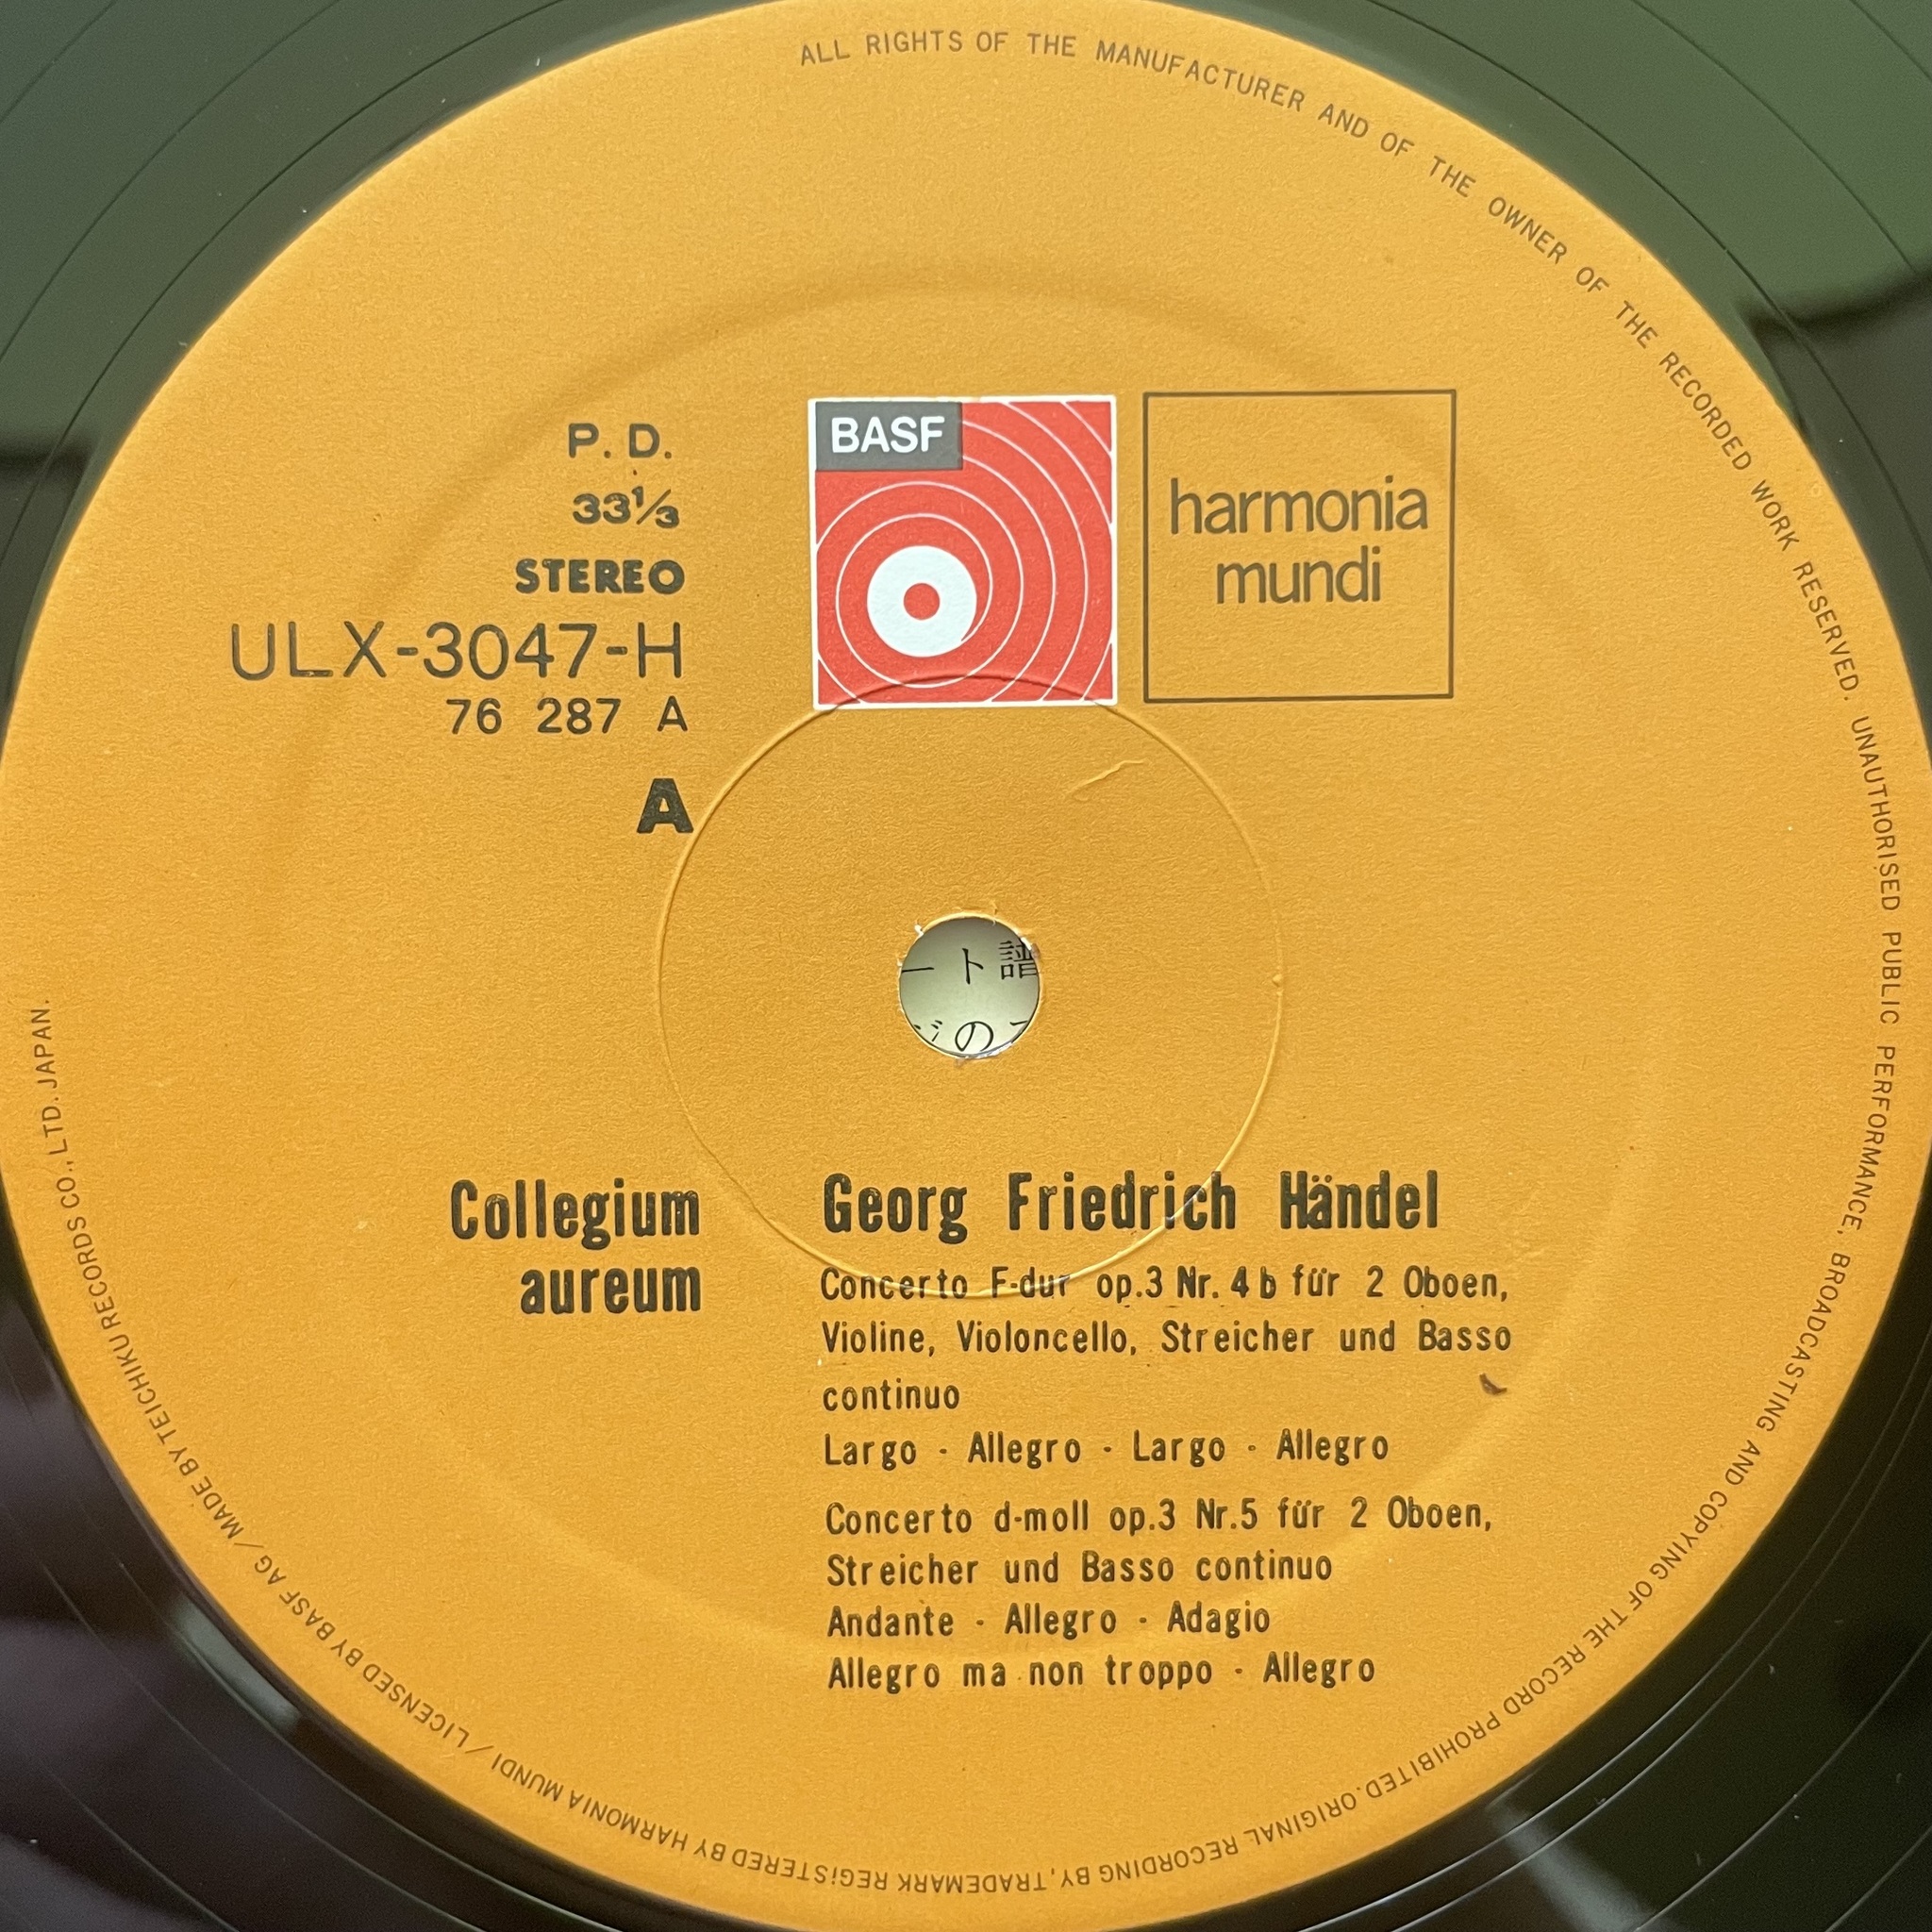 ALL RIGHTS OF THE MANUFACTURER AND OF THE OWNER OF THE RECORDED WORK RESERVED. UNAUTHORISED PUBLIC PERFORMANCE, BROADCASTING AND COPYING OF THE RECORD PROHIBITED. ORIGINAL RECORDING BY, TRADEMARK REGiSTERED BY HARMONIA MUNDI / LICENSED BY BASF AG / MADE BY TEICHIKU RECORDS CO., LTD. JAPAN.
P. D.
33⅓
STEREO
ULX-3047-H
76 287 A
A
BASF
harmonia
mundi
ート譜
ジの
Collegium
aureum
Georg Friedrich Händel
Concerto F-dur op.3 Nr. 4 b für 2 Oboen,
Violine, Violoncello, Streicher und Basso
continuo
Largo - Allegro - Largo - Allegro
Concerto d-moll op.3 Nr.5 für 2 Oboen,
Streicher und Basso continuo
Andante - Allegro - Adagio
Allegro ma non troppo - Allegro